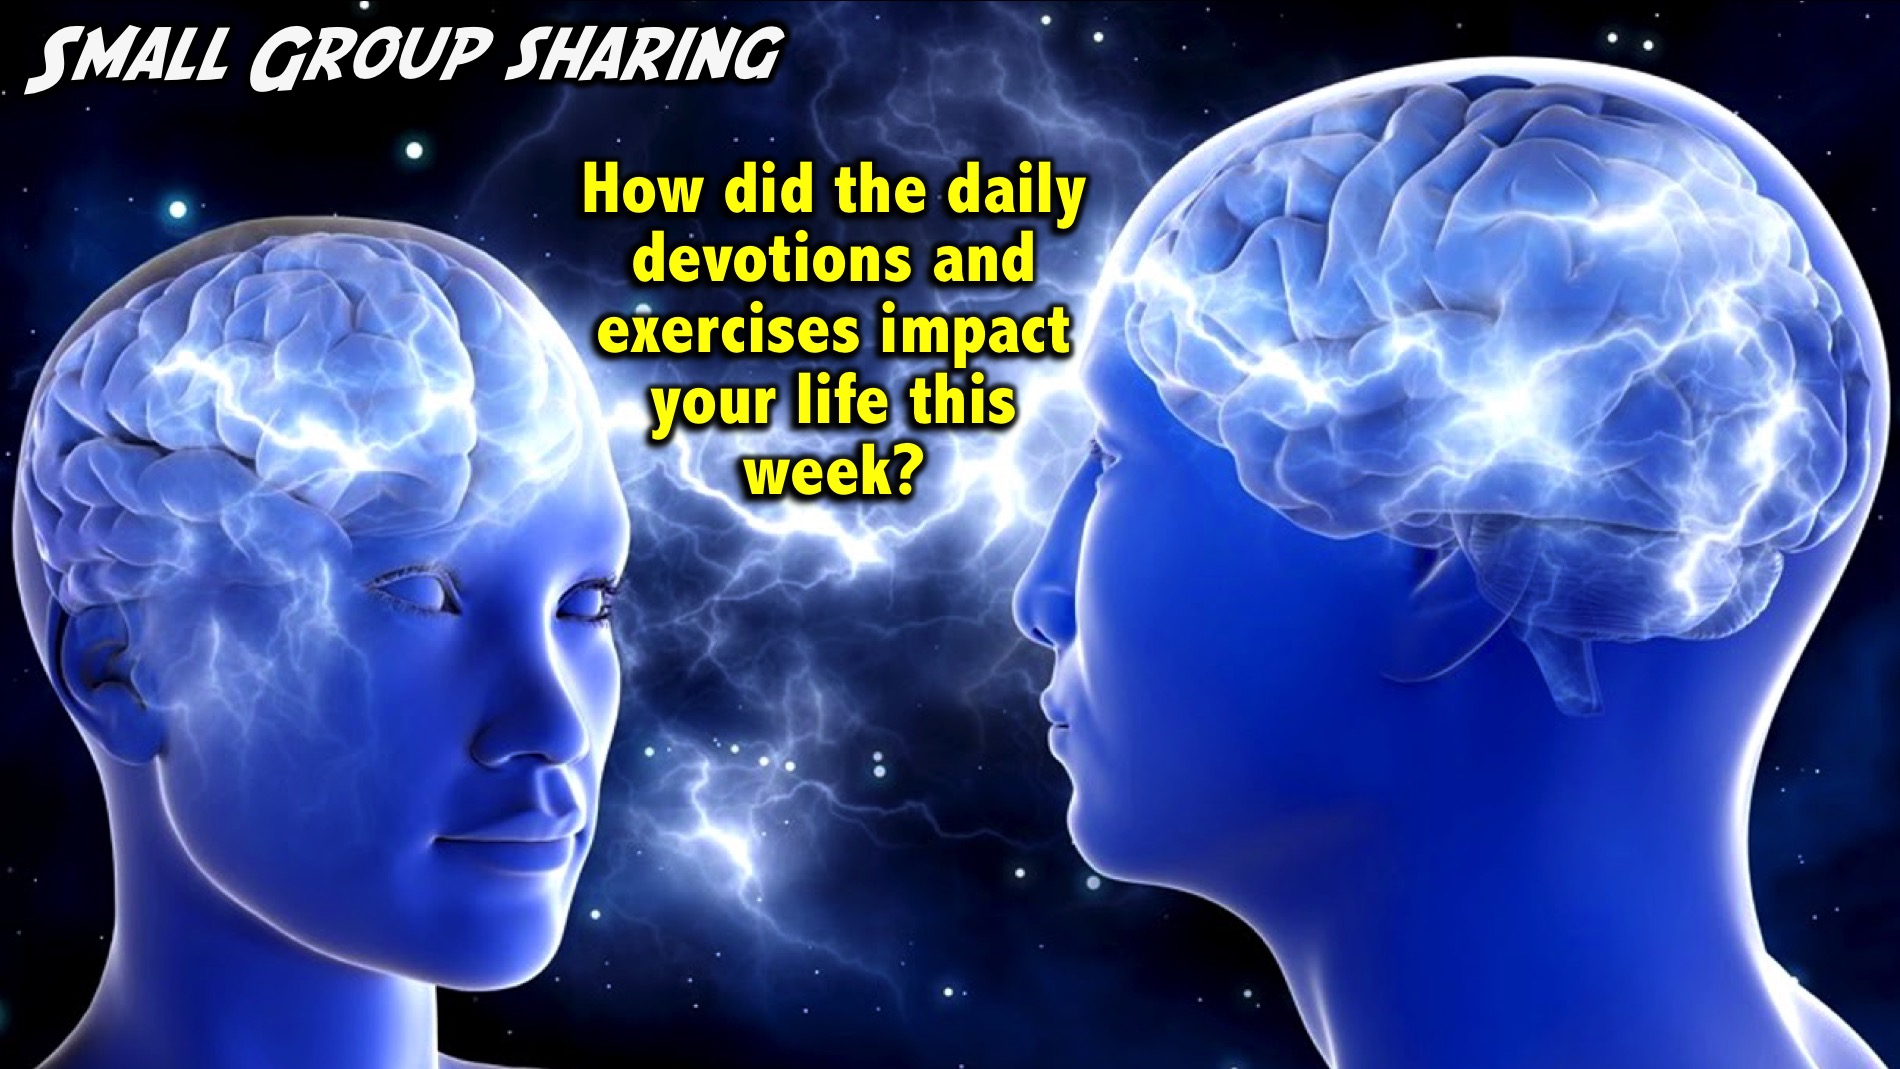 Small Group sharing
How did the daily
devotions and
exercises impact
your life this
week?